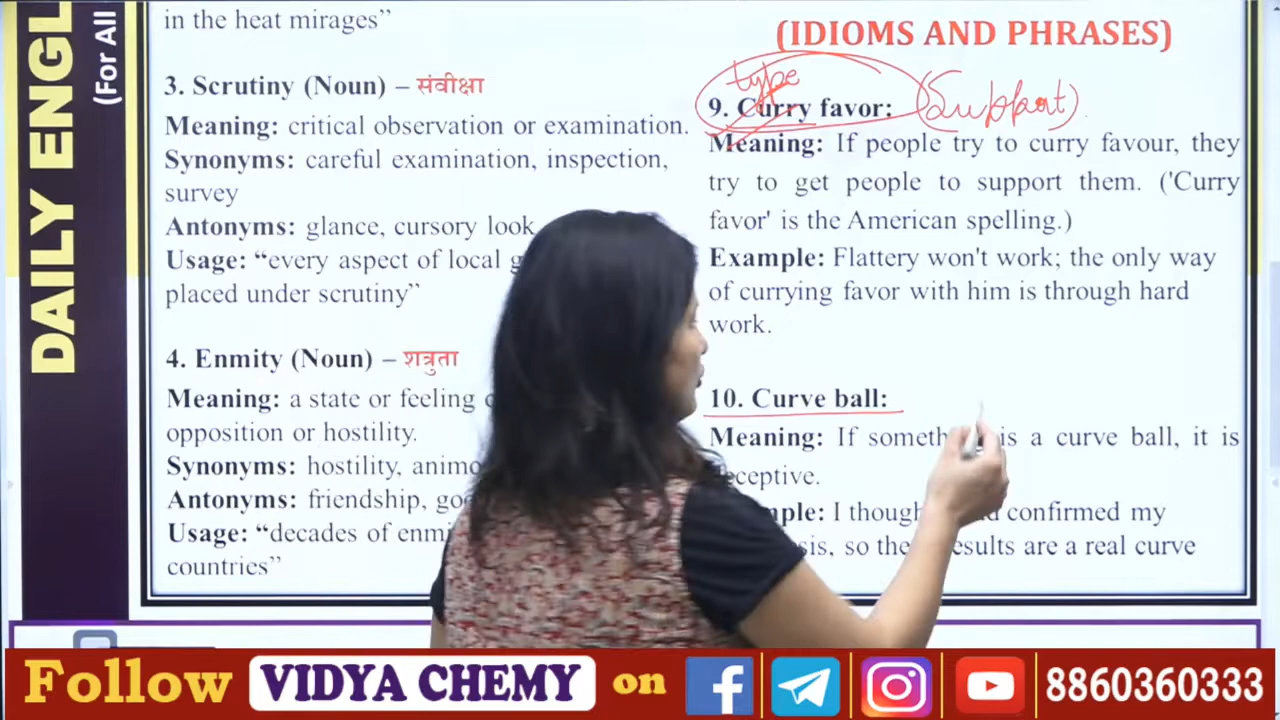 DAILY ENGL
(For All
in the heat mirages”
3. Scrutiny (Noun) – संवीक्षा
Meaning: critical observation or examination.
Synonyms: careful examination, inspection,
survey
Antonyms: glance, cursory look
Usage: “every aspect of local g
placed under scrutiny”
4. Enmity (Noun) – शत्रुता
Meaning: a state or feeling
opposition or hostility.
Synonyms: hostility, animo
Antonyms: friendship, go
Usage: “decades of enm
countries”
(IDIOMS AND PHRASES)
type
9. Curry favor: (Support)
Meaning: If people try to curry favour, they
try to get people to support them. ('Curry
favor' is the American spelling.)
Example: Flattery won't work; the only way
of currying favor with him is through hard
work.
10. Curve ball:
Meaning: If someth is a curve ball, it is
eceptive.
mple: I though confirmed my
sis, so the results are a real curve
Follow VIDYA CHEMY on 8860360333